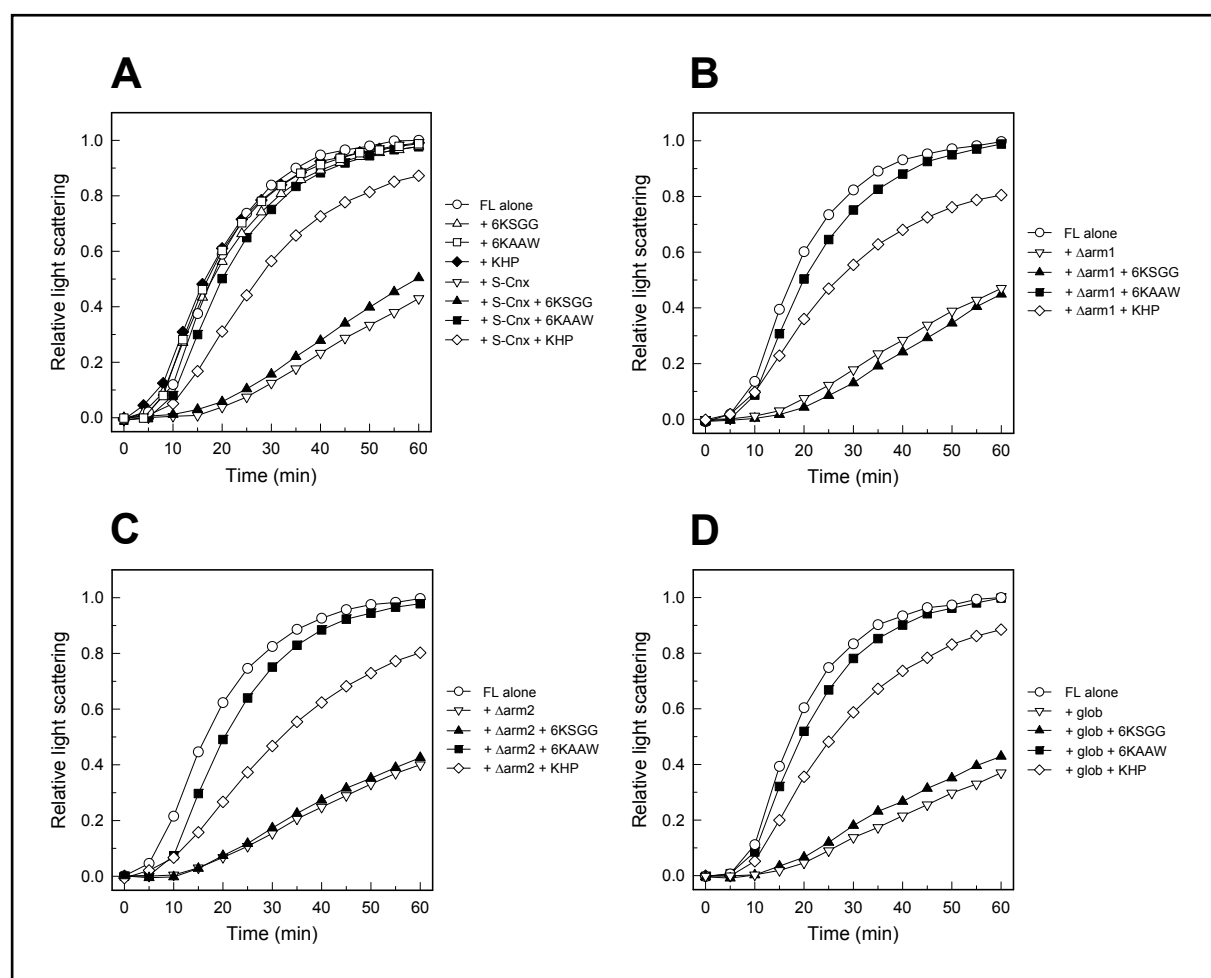 A
Relative light scattering
1.0
0.8
0.6
0.4
0.2
0.0
0 10 20 30 40 50 60
Time (min)
FL alone
+ 6KSGG
+ 6KAAW
+ KHP
+ S-Cnx
+ S-Cnx + 6KSGG
+ S-Cnx + 6KAAW
+ S-Cnx + KHP
B
Relative light scattering
1.0
0.8
0.6
0.4
0.2
0.0
0 10 20 30 40 50 60
Time (min)
FL alone
+ Δarm1
+ Δarm1 + 6KSGG
+ Δarm1 + 6KAAW
+ Δarm1 + KHP
C
Relative light scattering
1.0
0.8
0.6
0.4
0.2
0.0
0 10 20 30 40 50 60
Time (min)
FL alone
+ Δarm2
+ Δarm2 + 6KSGG
+ Δarm2 + 6KAAW
+ Δarm2 + KHP
D
Relative light scattering
1.0
0.8
0.6
0.4
0.2
0.0
0 10 20 30 40 50 60
Time (min)
FL alone
+ glob
+ glob + 6KSGG
+ glob + 6KAAW
+ glob + KHP